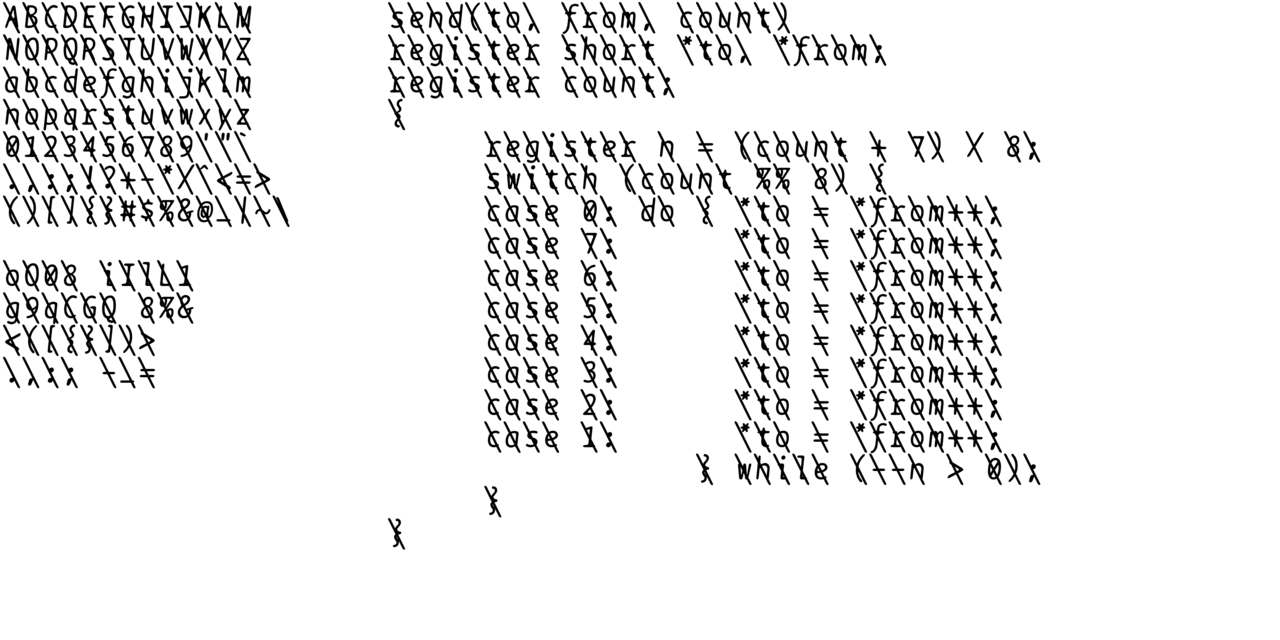 ABCDEFGHIJKLM
NOPQRSTUVWXYZ
abcdefghijklm
nopqrstuvwxyz
0123456789'"`
.,:;!?+-*/^<=>
()[]{}#$%&@_|~\

oO08 iIlL1
g9qCGQ 8%&
<([{}])>
.,:; -_=

send(to, from, count)
register short *to, *from;
register count;
{
     register n = (count + 7) / 8;
     switch (count %% 8) {
     case 0: do { *to = *from++;
     case 7:      *to = *from++;
     case 6:      *to = *from++;
     case 5:      *to = *from++;
     case 4:      *to = *from++;
     case 3:      *to = *from++;
     case 2:      *to = *from++;
     case 1:      *to = *from++;
                } while (--n > 0);
     }
}